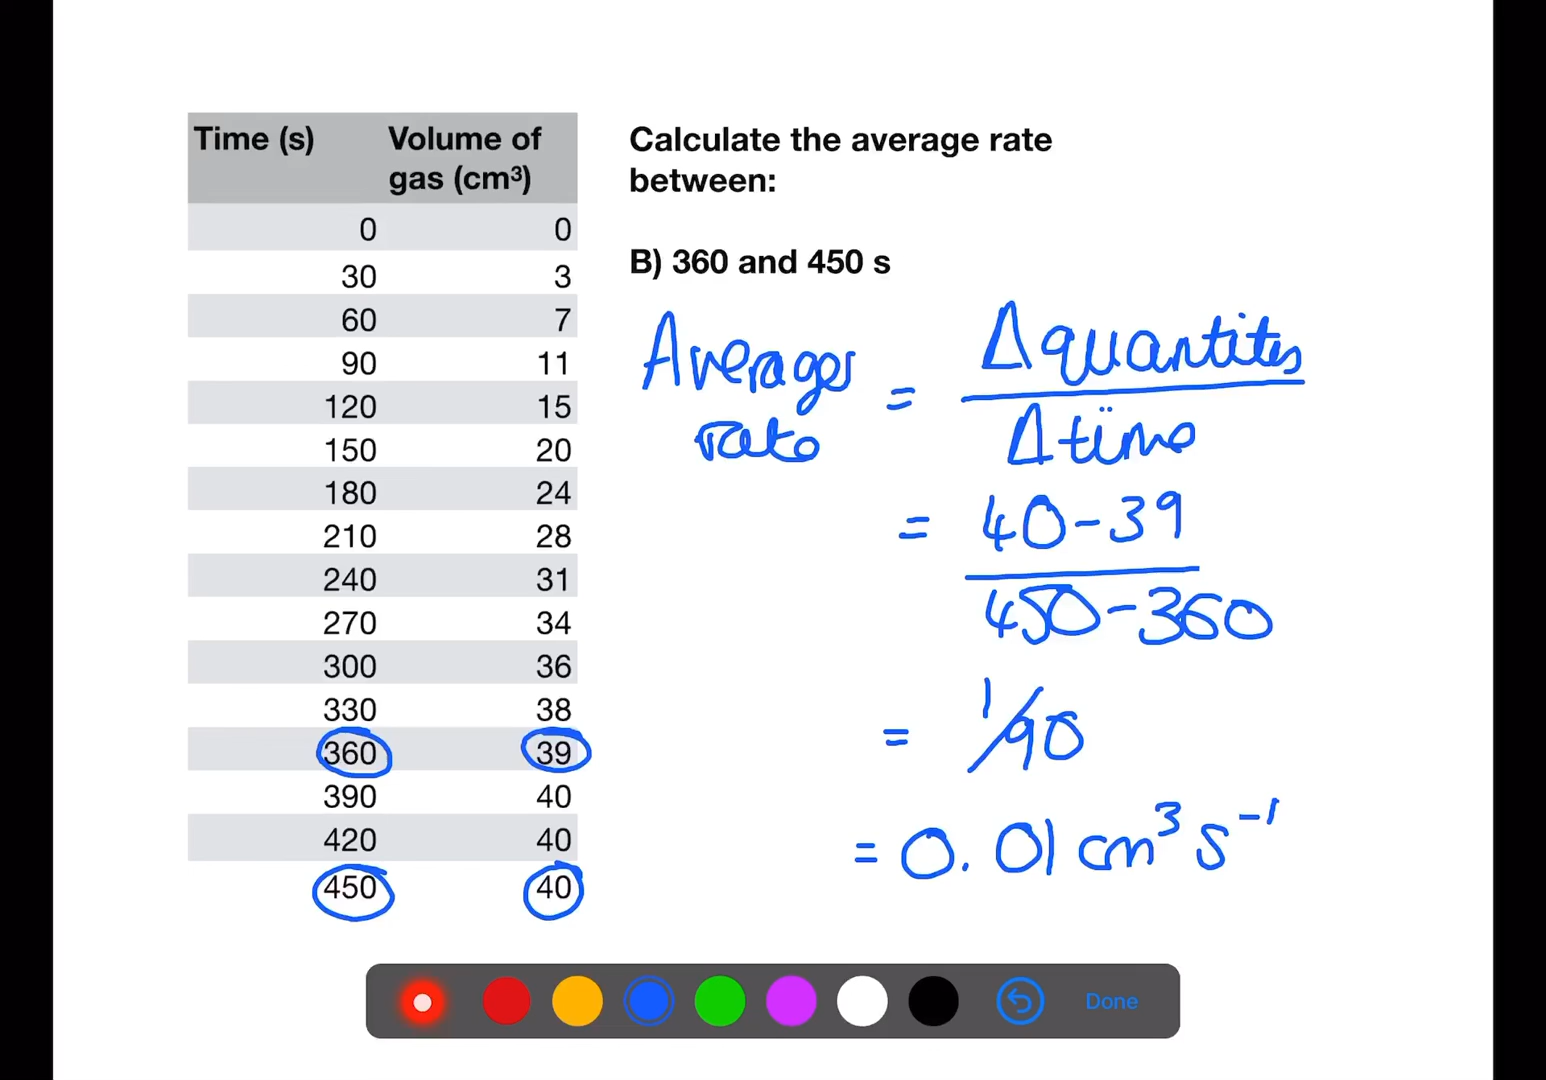 Time (s) Volume of gas (cm³)
0 0
30 3
60 7
90 11
120 15
150 20
180 24
210 28
240 31
270 34
300 36
330 38
360 39
390 40
420 40
450 40
Calculate the average rate
between:
B) 360 and 450 s
Average rate = Δquantites / Δtime
= 40-39 / 450-360
= 1/90
= 0.01 cm³ s⁻¹
Done